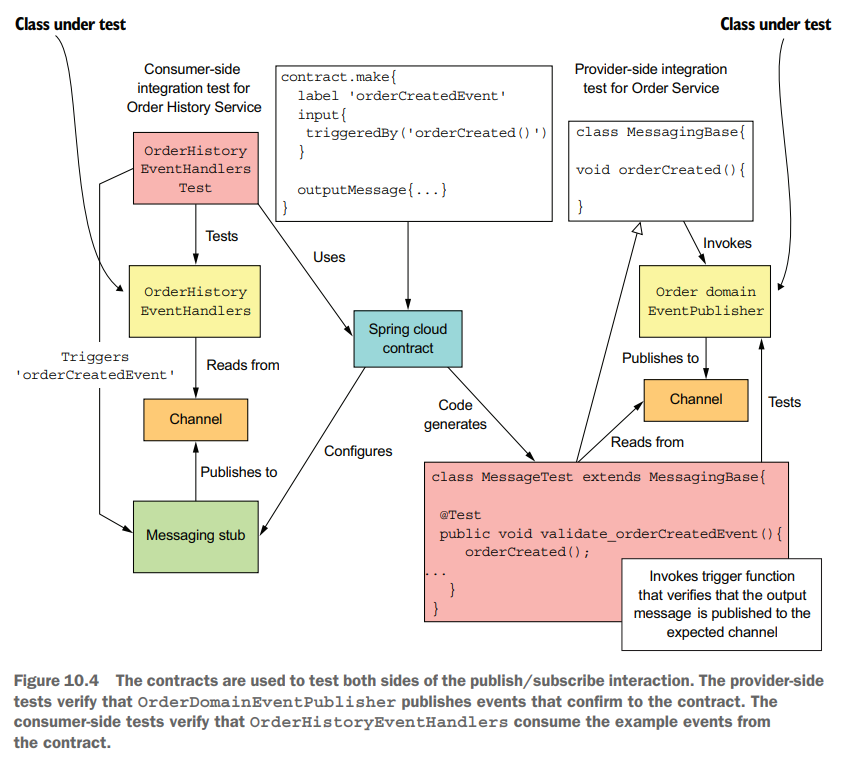 Class under test
Class under test
Consumer-side
integration test for
Order History Service
contract.make{
label 'orderCreatedEvent'
input{
triggeredBy('orderCreated()')
}
outputMessage{...}
}
Provider-side integration
test for Order Service
class MessagingBase{
void orderCreated(){
}
OrderHistory
EventHandlers
Test
Tests
Uses
Invokes
OrderHistory
EventHandlers
Order domain
EventPublisher
Spring cloud
contract
Triggers
'orderCreatedEvent'
Reads from
Publishes to
Channel
Channel
Code
generates
Tests
Reads from
Configures
Publishes to
Messaging stub
class MessageTest extends MessagingBase{
@Test
public void validate_orderCreatedEvent(){
orderCreated();
...
}
}
Invokes trigger function
that verifies that the output
message is published to the
expected channel
Figure 10.4 The contracts are used to test both sides of the publish/subscribe interaction. The provider-side
tests verify that OrderDomainEventPublisher publishes events that confirm to the contract. The
consumer-side tests verify that OrderHistoryEventHandlers consume the example events from
the contract.